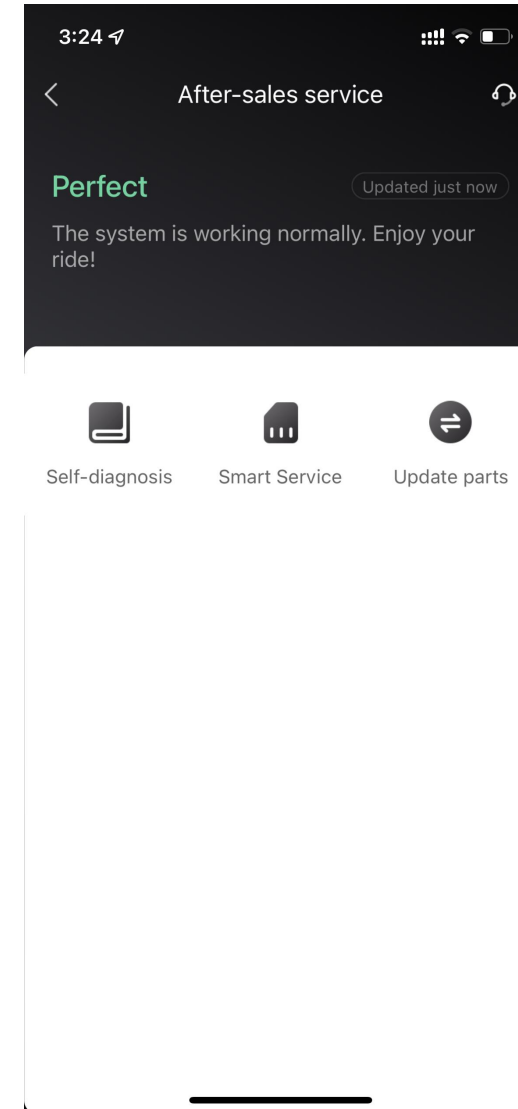 3:24
After-sales service
Perfect
Updated just now
The system is working normally. Enjoy your
ride!
Self-diagnosis
Smart Service
Update parts